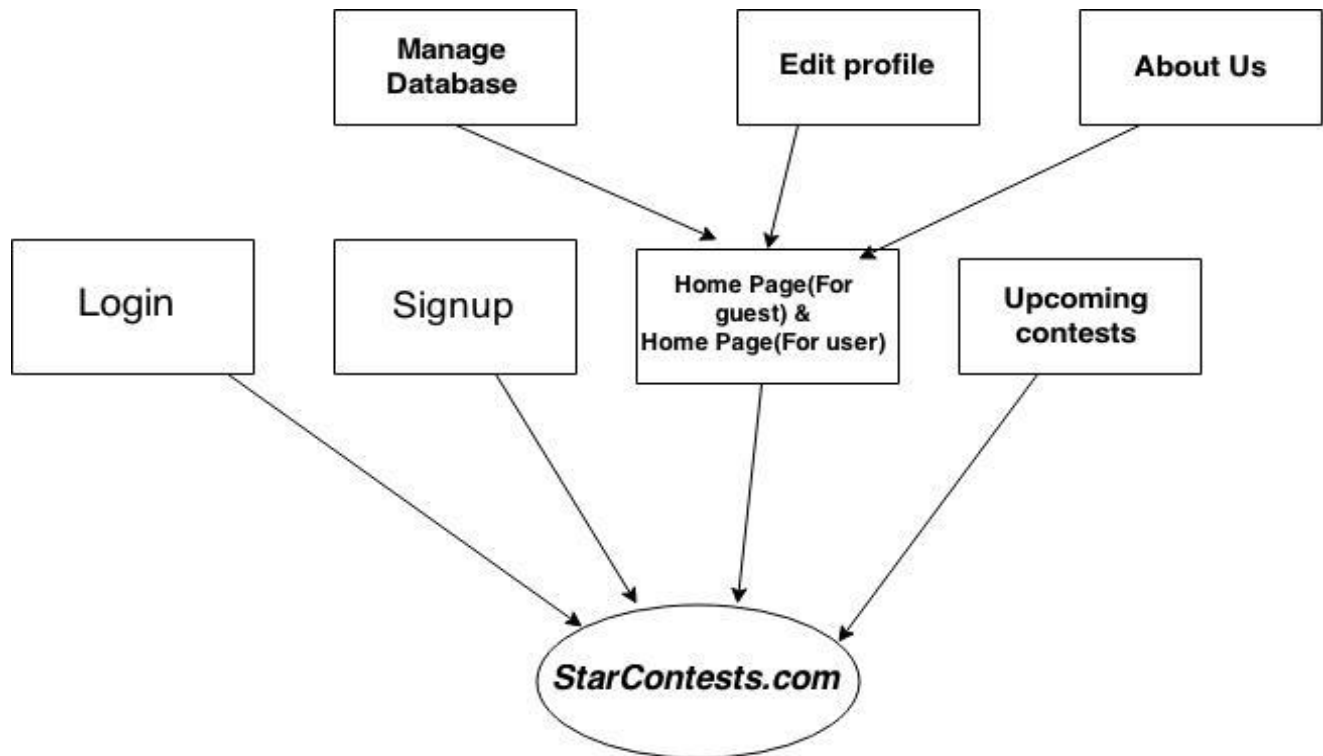 Manage
Database
Edit profile
About Us
Login
Signup
Home Page(For
guest) &
Home Page(For user)
Upcoming
contests
StarContests.com